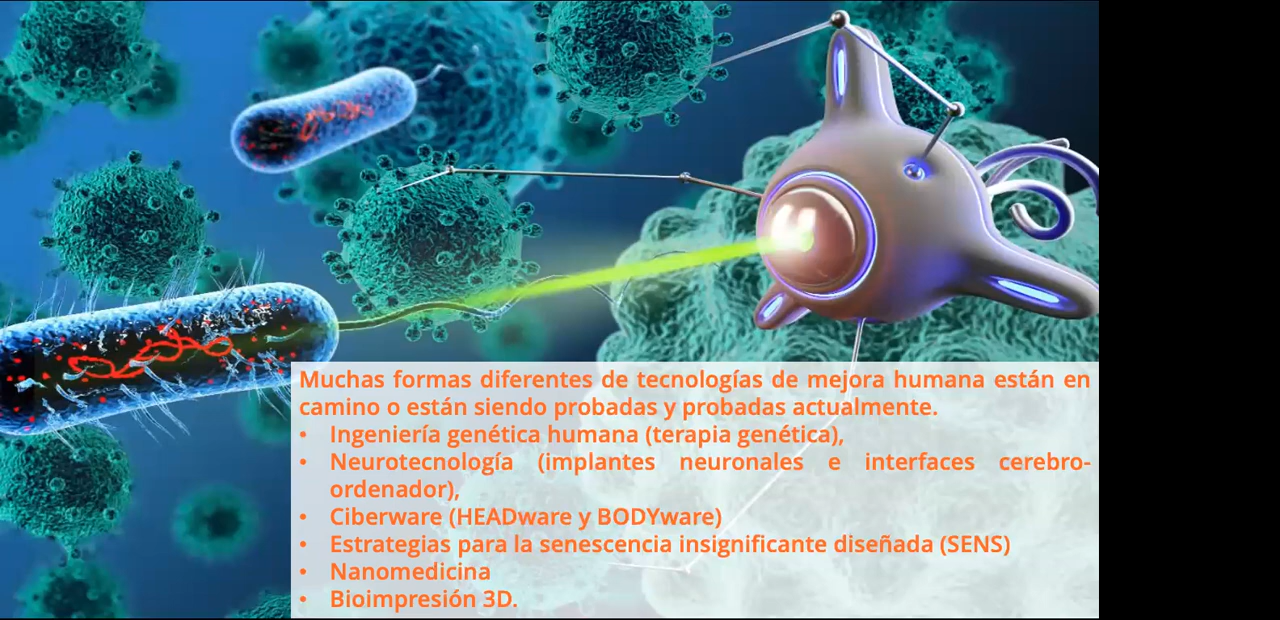 Muchas formas diferentes de tecnologías de mejora humana están en
camino o están siendo probadas y probadas actualmente.
• Ingeniería genética humana (terapia genética),
• Neurotecnología (implantes neuronales e interfaces cerebro-
ordenador),
• Ciberware (HEADware y BODYware)
• Estrategias para la senescencia insignificante diseñada (SENS)
• Nanomedicina
• Bioimpresión 3D.